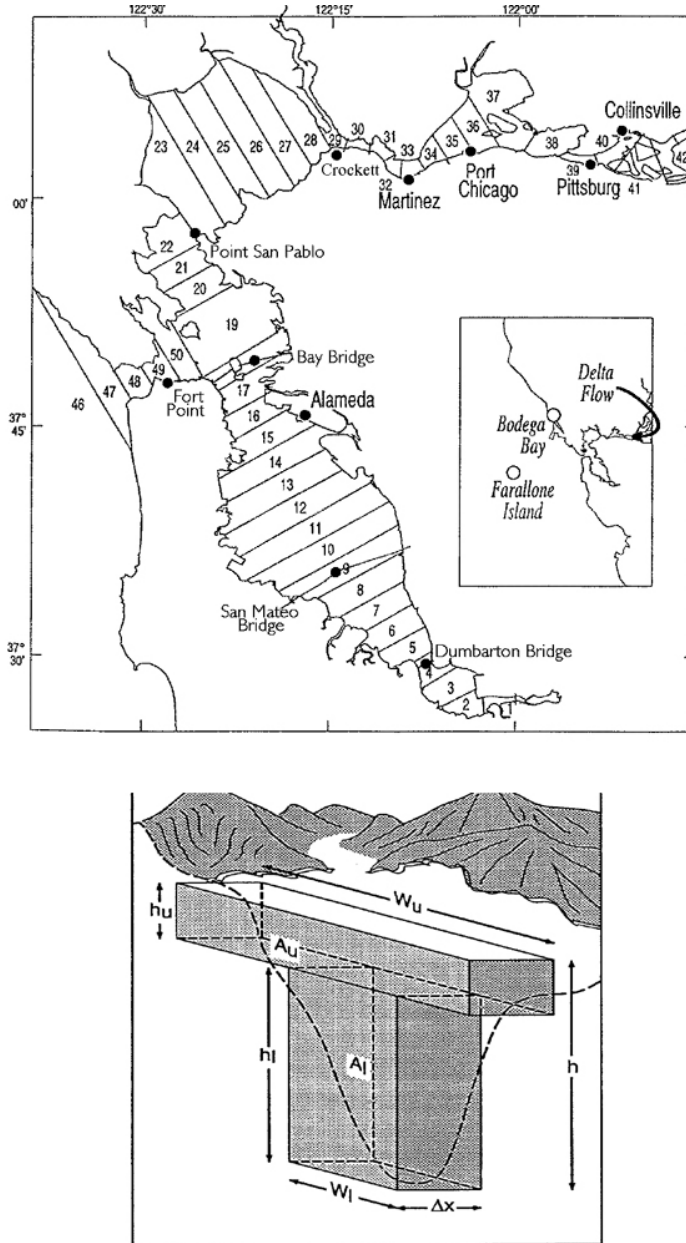 122°30' 122°15' 122°00'
37
30
31
36
Collinsville
23 24 25 26 27 28 29
33 34 35
38 40
42
Crockett
32
Port
Chicago
39
Pittsburg
41
Martinez
00'
22
Point San Pablo
21
20
19
50
Bay Bridge
49
48
47
46
Fort
Point
17
Alameda
16
37°
45'
15
14
13
12
11
10
9
8
San Mateo
Bridge
7
6
5
Dumbarton Bridge
37°
30'
4
3
2
1
Delta
Flow
Bodega
Bay
Farallone
Island
hu
Wu
Au
hl
Al
h
Wl
Δx